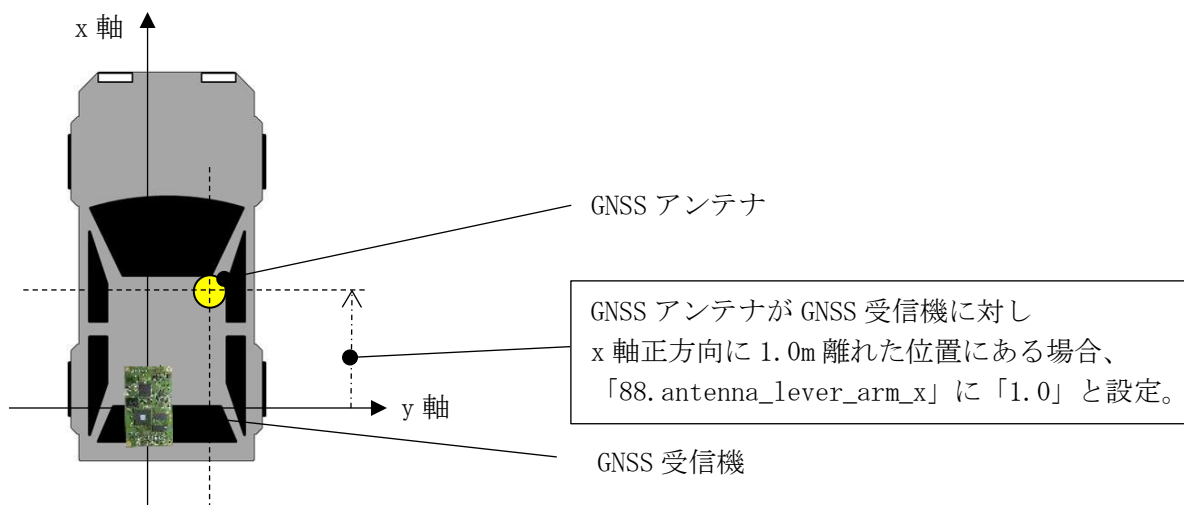 x 軸
GNSS アンテナ
GNSS アンテナが GNSS 受信機に対し
x 軸正方向に 1.0m 離れた位置にある場合、
「88.antenna_lever_arm_x」に「1.0」と設定。
y 軸
GNSS 受信機